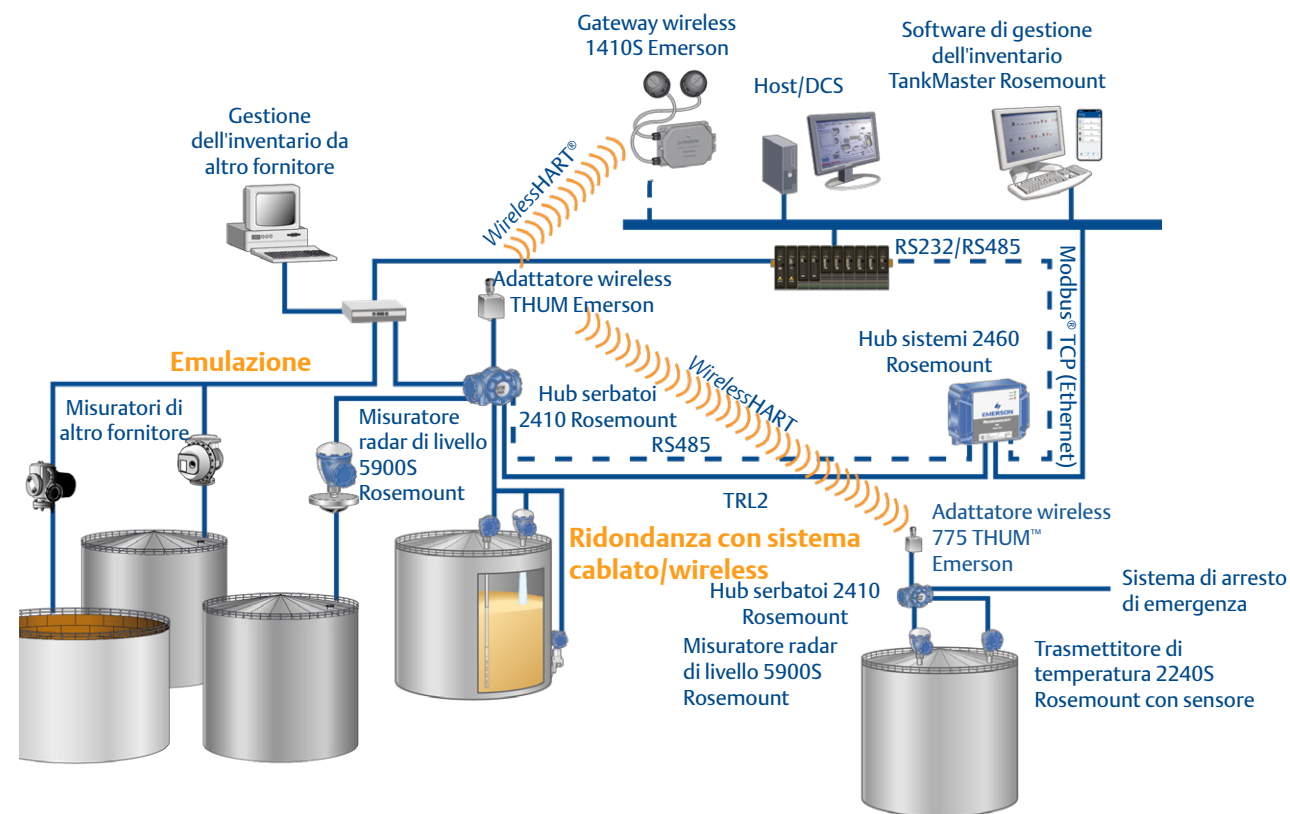 Gateway wireless
1410S Emerson
Software di gestione
dell'inventario
TankMaster Rosemount
Host/DCS
Gestione
dell'inventario da
altro fornitore
WirelessHART®
RS232/RS485
Modbus® TCP (Ethernet)
Adattatore wireless
THUM Emerson
Hub sistemi 2460
Rosemount
EMERSON
Emulazione
Misuratori di
altro fornitore
Misuratore
radar di livello
5900S
Rosemount
Hub serbatoi
2410 Rosemount
WirelessHART
RS485
TRL2
Ridondanza con sistema
cablato/wireless
Adattatore wireless
775 THUM™
Emerson
Hub serbatoi 2410
Rosemount
Sistema di arresto
di emergenza
Misuratore radar
di livello 5900S
Rosemount
Trasmettitore di
temperatura 2240S
Rosemount con sensore